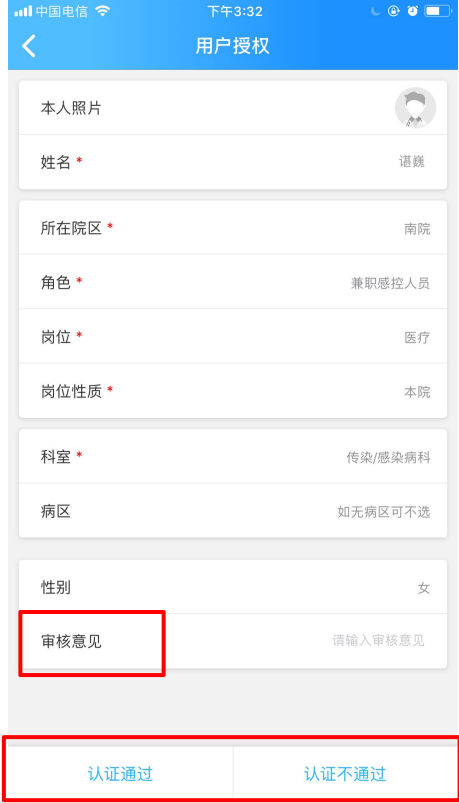 中国电信 下午3:32
用户授权
本人照片
姓名 * 谌巍
所在院区 * 南院
角色 * 兼职感控人员
岗位 * 医疗
岗位性质 * 本院
科室 * 传染/感染病科
病区 如无病区可不选
性别 女
审核意见 请输入审核意见
认证通过 认证不通过